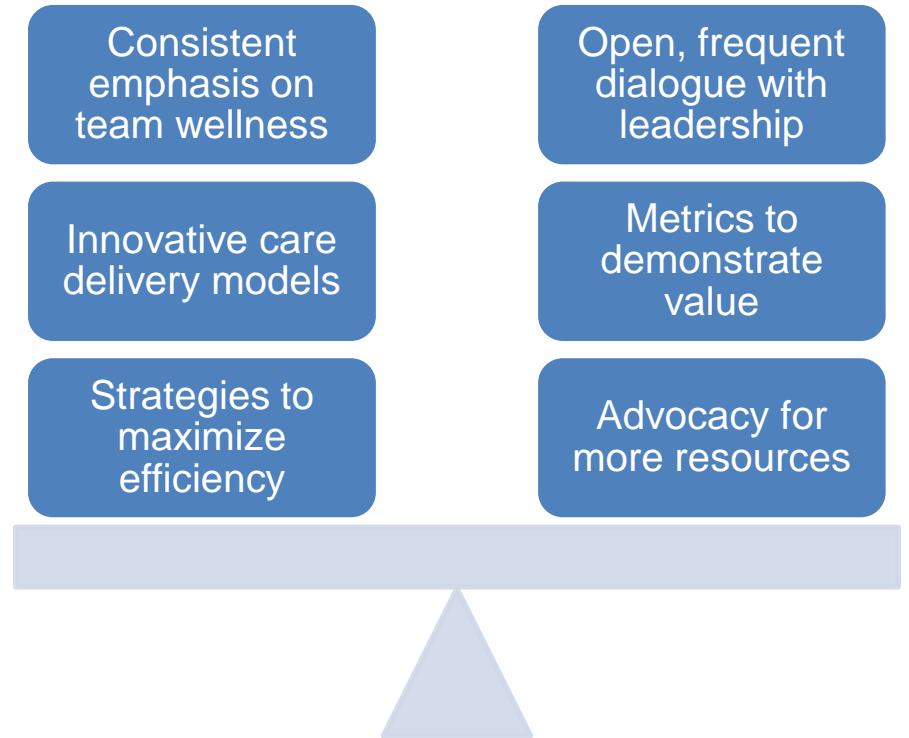 Consistent
emphasis on
team wellness
Innovative care
delivery models
Strategies to
maximize
efficiency
Open, frequent
dialogue with
leadership
Metrics to
demonstrate
value
Advocacy for
more resources